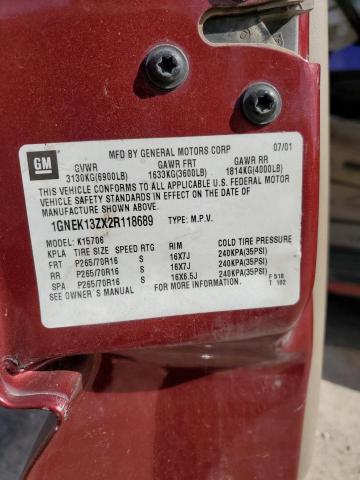 GM
MFD BY GENERAL MOTORS CORP 07/01
GVWR GAWR FRT GAWR RR
3130KG(6900LB) 1633KG(3600LB) 1814KG(4000LB)
THIS VEHICLE CONFORMS TO ALL APPLICABLE U.S. FEDERAL MOTOR
VEHICLE SAFETY STANDARDS IN EFFECT ON THE DATE OF
MANUFACTURE SHOWN ABOVE.
1GNEK13ZX2R118689 TYPE: M.P.V.
MODEL: K15706
KPLA TIRE SIZE SPEED RTG RIM COLD TIRE PRESSURE
FRT P265/70R16 S 16X7J 240KPA(35PSI)
RR P265/70R16 S 16X7J 240KPA(35PSI)
SPA P265/70R16 S 16X6.5J 240KPA(35PSI) F 518
SEE OWNER'S MANUAL FOR MORE INFORMATION. T 102